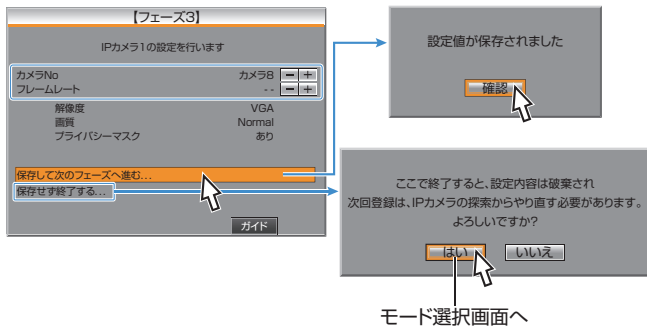 【フェーズ3】
IPカメラ1の設定を行います
カメラNo カメラ8 － ＋
フレームレート -- － ＋
解像度 VGA
画質 Normal
プライバシーマスク あり
保存して次のフェーズへ進む...
保存せず終了する...
ガイド
設定値が保存されました
確認
ここで終了すると、設定内容は破棄され
次回登録は、IPカメラの探索からやり直す必要があります。
よろしいですか?
はい いいえ
モード選択画面へ